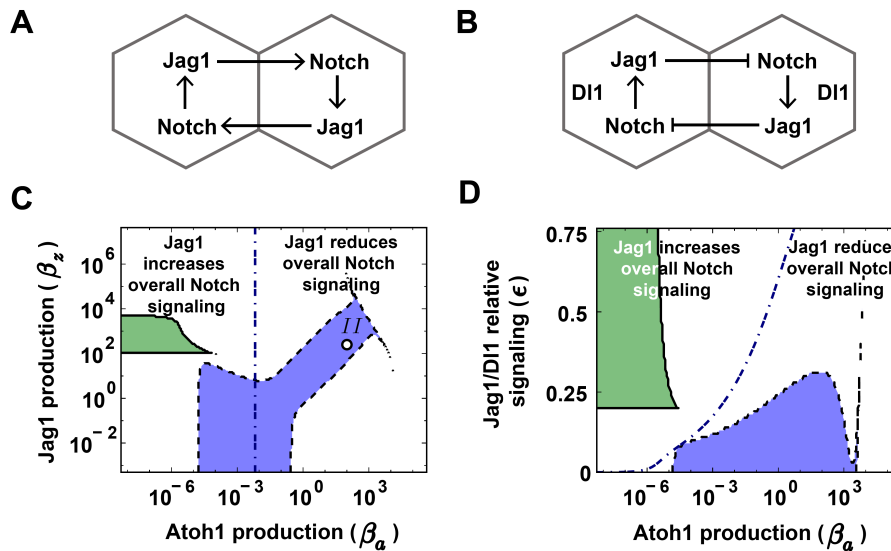 A
Jag1
Notch
Notch
Jag1
B
Jag1
Notch
Dl1
Dl1
Notch
Jag1
C
Jag1
increases
overall Notch
signaling
Jag1 reduces
overall Notch
signaling
II
10^6
10^4
10^2
10^0
10^-2
Jag1 production (β_z)
10^-6
10^-3
10^0
10^3
Atoh1 production (β_a)
D
Jag1 increases
overall Notch
signaling
Jag1 reduce
overall Notch
signaling
0.75
0.5
0.25
0
Jag1/Dl1 relative
signaling (ϵ)
10^-6
10^-3
10^0
10^3
Atoh1 production (β_a)